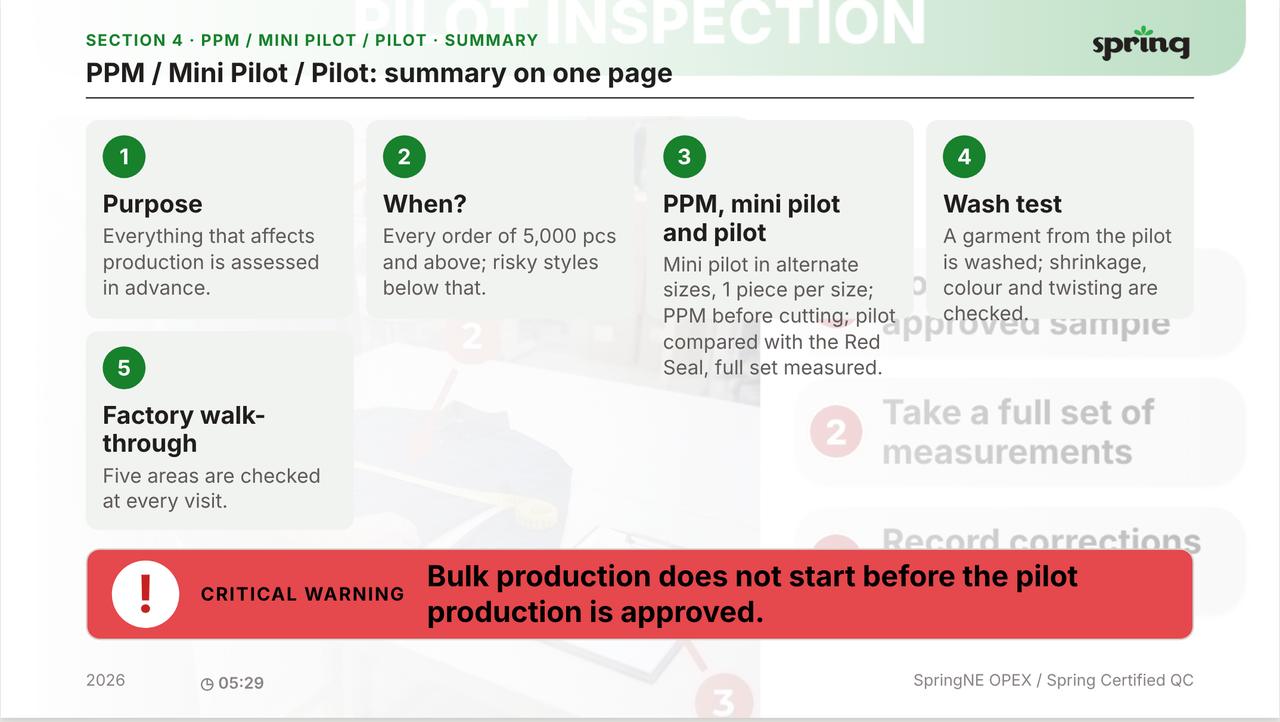 PILOT INSPECTION
SECTION 4 · PPM / MINI PILOT / PILOT · SUMMARY
PPM / Mini Pilot / Pilot: summary on one page
spring
1
Purpose
Everything that affects
production is assessed
in advance.
2
When?
Every order of 5,000 pcs
and above; risky styles
below that.
3
PPM, mini pilot
and pilot
Mini pilot in alternate
sizes, 1 piece per size;
PPM before cutting; pilot
compared with the Red
Seal, full set measured.
4
Wash test
A garment from the pilot
is washed; shrinkage,
colour and twisting are
checked.
5
Factory walk-
through
Five areas are checked
at every visit.
2
approved sample
2
Take a full set of
measurements
Record corrections
3
!
CRITICAL WARNING
Bulk production does not start before the pilot
production is approved.
2026
05:29
SpringNE OPEX / Spring Certified QC